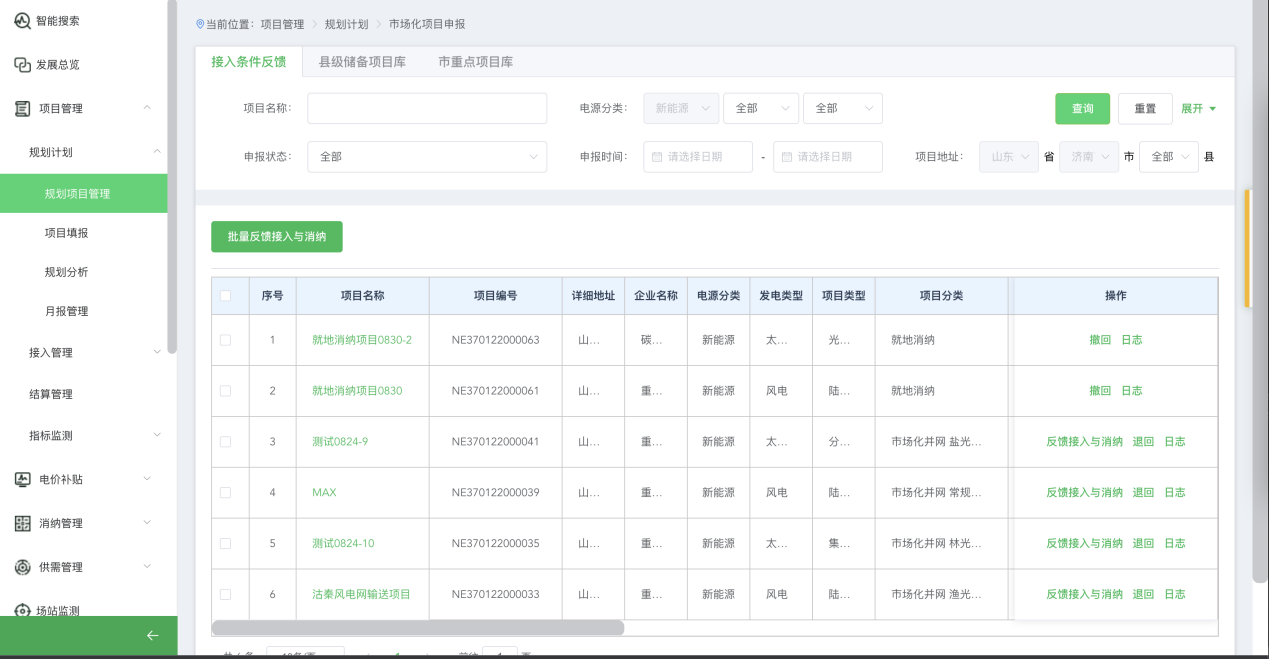 智能搜索
发展总览
项目管理
规划计划
规划项目管理
项目填报
规划分析
月报管理
接入管理
结算管理
指标监测
电价补贴
消纳管理
供需管理
场站监测
当前位置: 项目管理 > 规划计划 > 市场化项目申报
接入条件反馈 县级储备项目库 市重点项目库
项目名称: 电源分类: 新能源 全部 全部 查询 重置 展开
申报状态: 全部 申报时间: 请选择日期 - 请选择日期 项目地址: 山东 省 济南 市 全部 县
批量反馈接入与消纳
序号 项目名称 项目编号 详细地址 企业名称 电源分类 发电类型 项目类型 项目分类 操作
1 就地消纳项目0830-2 NE370122000063 山... 碳... 新能源 太... 光... 就地消纳 撤回 日志
2 就地消纳项目0830 NE370122000061 山... 重... 新能源 风电 陆... 就地消纳 撤回 日志
3 测试0824-9 NE370122000041 山... 重... 新能源 太... 分... 市场化并网 盐光... 反馈接入与消纳 退回 日志
4 MAX NE370122000039 山... 重... 新能源 风电 陆... 市场化并网 常规... 反馈接入与消纳 退回 日志
5 测试0824-10 NE370122000035 山... 重... 新能源 太... 集... 市场化并网 林光... 反馈接入与消纳 退回 日志
6 沽秦风电网输送项目 NE370122000033 山... 重... 新能源 风电 陆... 市场化并网 渔光... 反馈接入与消纳 退回 日志